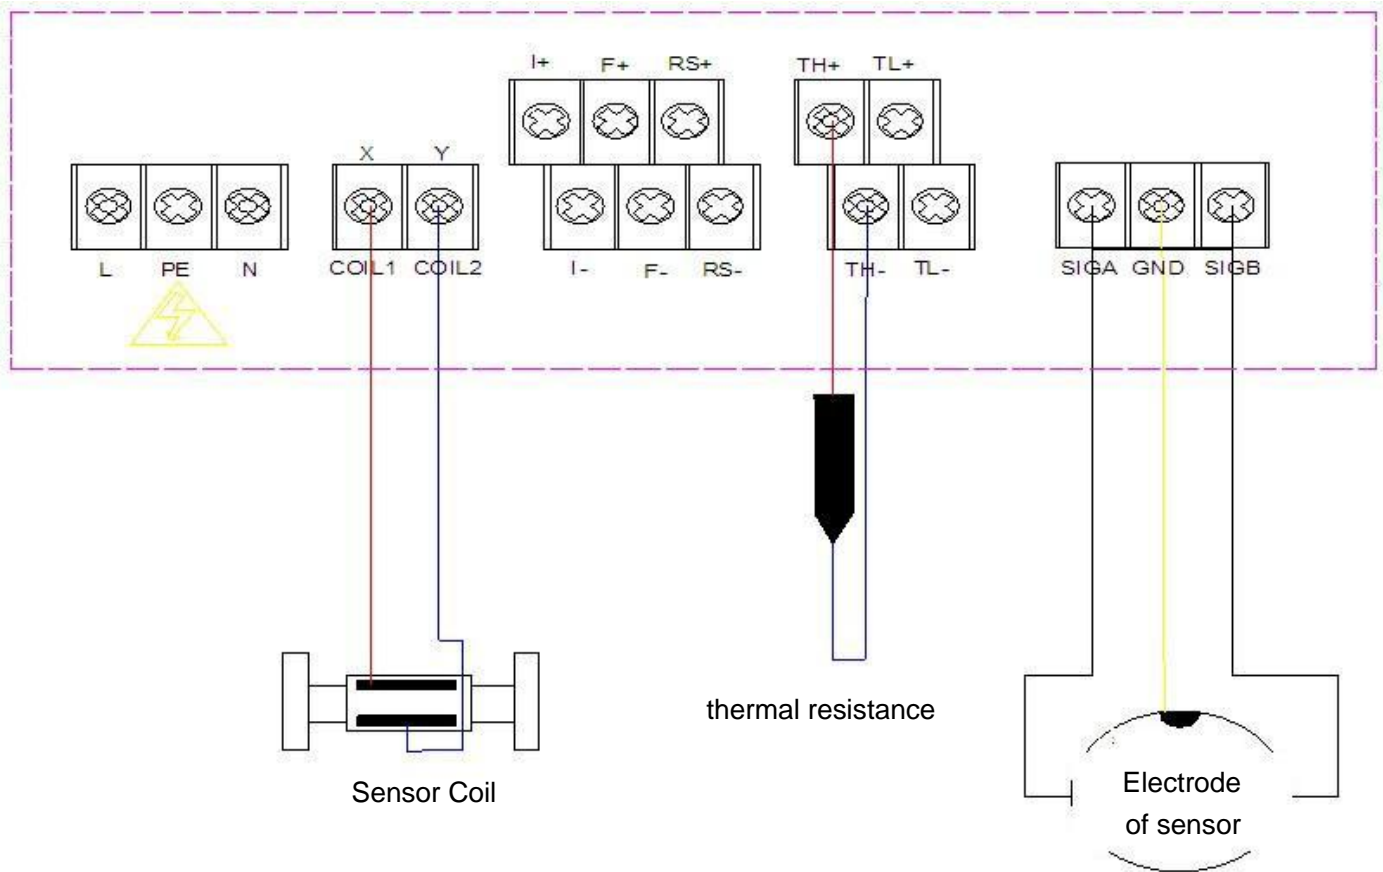 I+ F+ RS+ TH+ TL+
X Y
L PE N COIL1 COIL2 I- F- RS- TH- TL- SIGA GND SIGB
thermal resistance
Sensor Coil
Electrode
of sensor